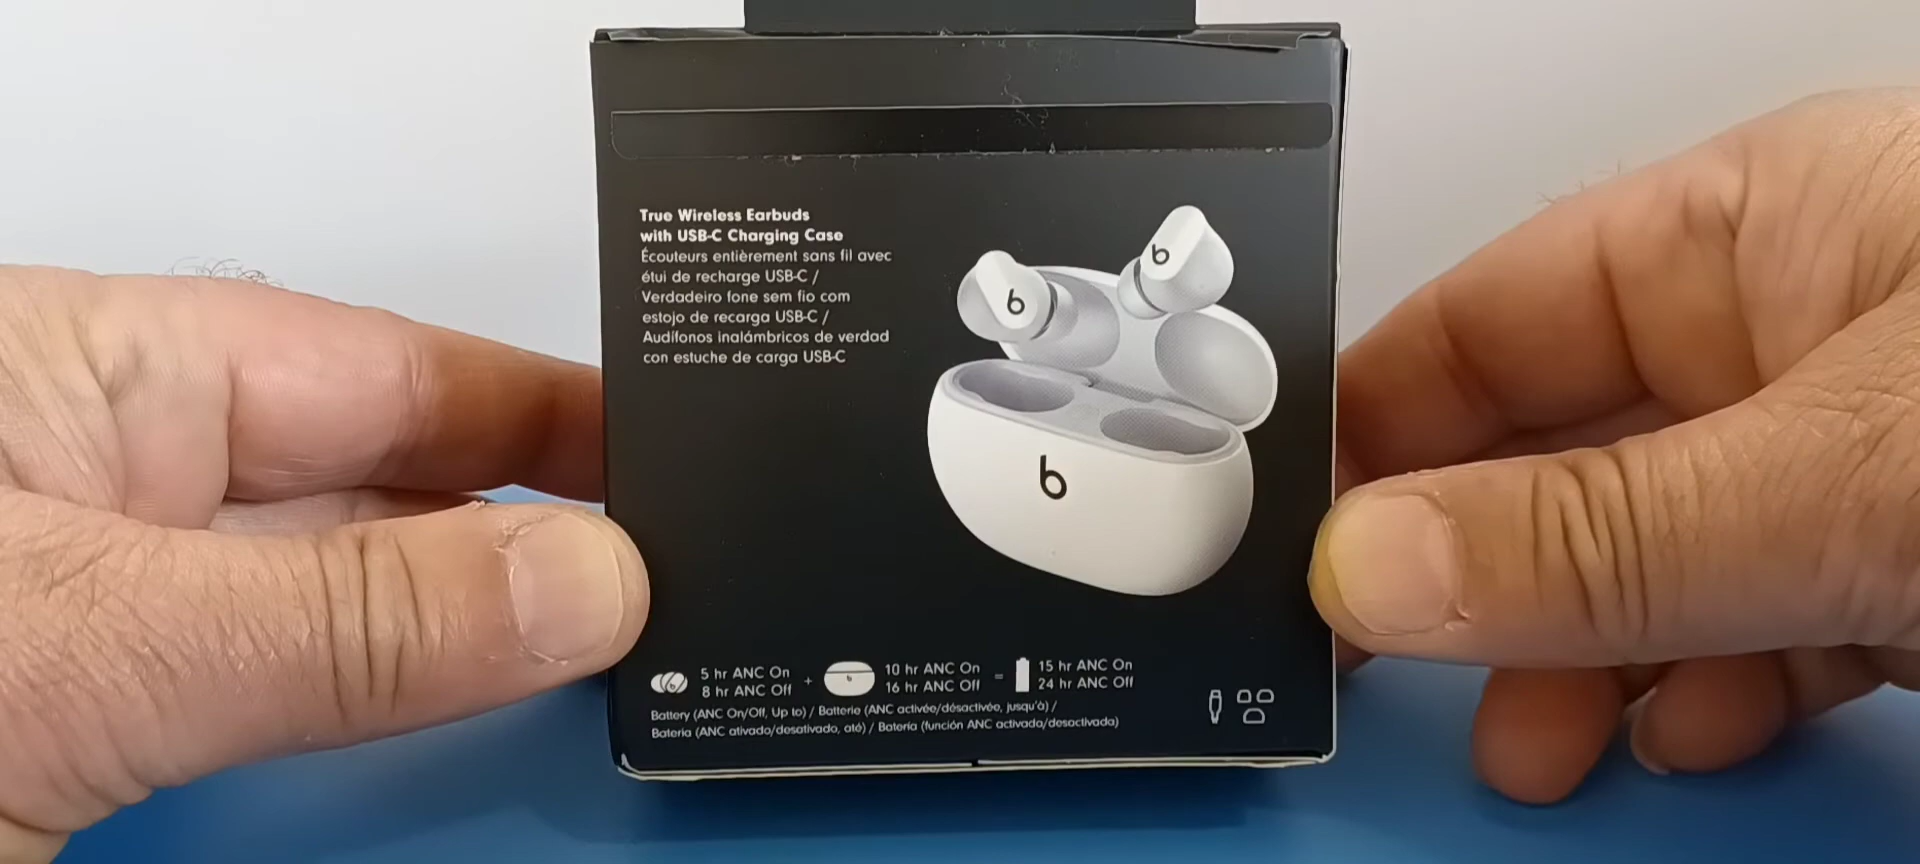 True Wireless Earbuds
with USB-C Charging Case
Écouteurs entièrement sans fil avec
étui de recharge USB-C /
Verdadeiro fone sem fio com
estojo de recarga USB-C /
Audífonos inalámbricos de verdad
con estuche de carga USB-C
b
b
b
5 hr ANC On
8 hr ANC Off
+
10 hr ANC On
16 hr ANC Off
=
15 hr ANC On
24 hr ANC Off
Battery (ANC On/Off, Up to) / Batterie (ANC activée/désactivée, jusqu'à) /
Bateria (ANC ativado/desativado, até) / Batería (función ANC activada/desactivada)